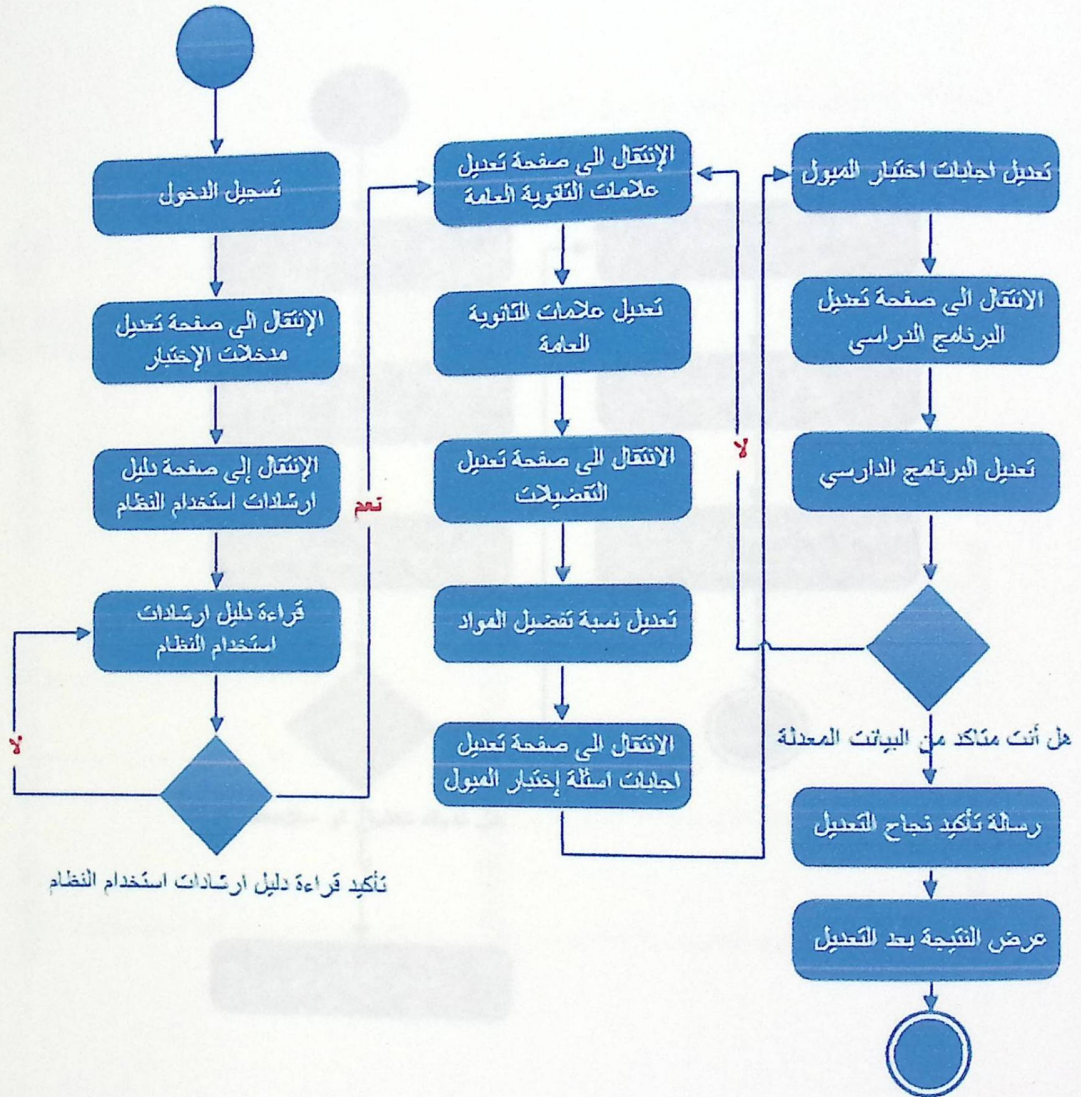 تسجيل الدخول
الإنتقال الى صفحة تعديل
مدخلات الإختبار
الإنتقال إلى صفحة دليل
ارشادات استخدام النظام
قراءة دليل ارشادات
استخدام النظام
لا
تأكيد قراءة دليل ارشادات استخدام النظام
نعم
الإنتقال الى صفحة تعديل
علامات الثانوية العامة
تعديل علامات الثانوية
العامة
الانتقال الى صفحة تعديل
التفضيلات
تعديل نسبة تفضيل المواد
الانتقال الى صفحة تعديل
اجابات اسئلة إختبار الميول
تعديل اجابات اختبار الميول
الانتقال الى صفحة تعديل
البرنامج الدراسي
تعديل البرنامج الدارسي
لا
هل أنت متاكد من البيانت المعدلة
رسالة تأكيد نجاح التعديل
عرض النتيجة بعد التعديل